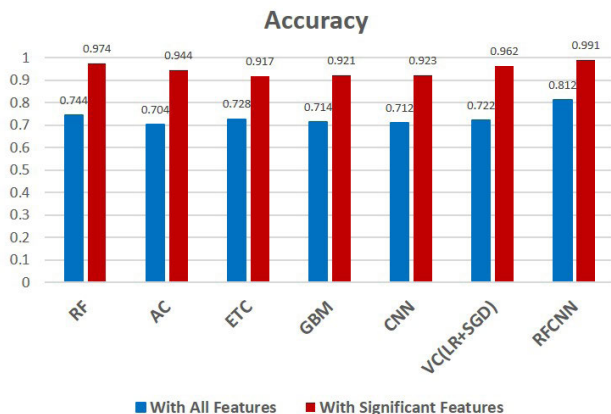 Accuracy
0.974 0.944 0.917 0.921 0.923 0.962 0.991
0.744 0.704 0.728 0.714 0.712 0.722 0.812
1
0.9
0.8
0.7
0.6
0.5
0.4
0.3
0.2
0.1
0
RF AC ETC GBM CNN VC(LR+SGD) RFCNN
With All Features With Significant Features